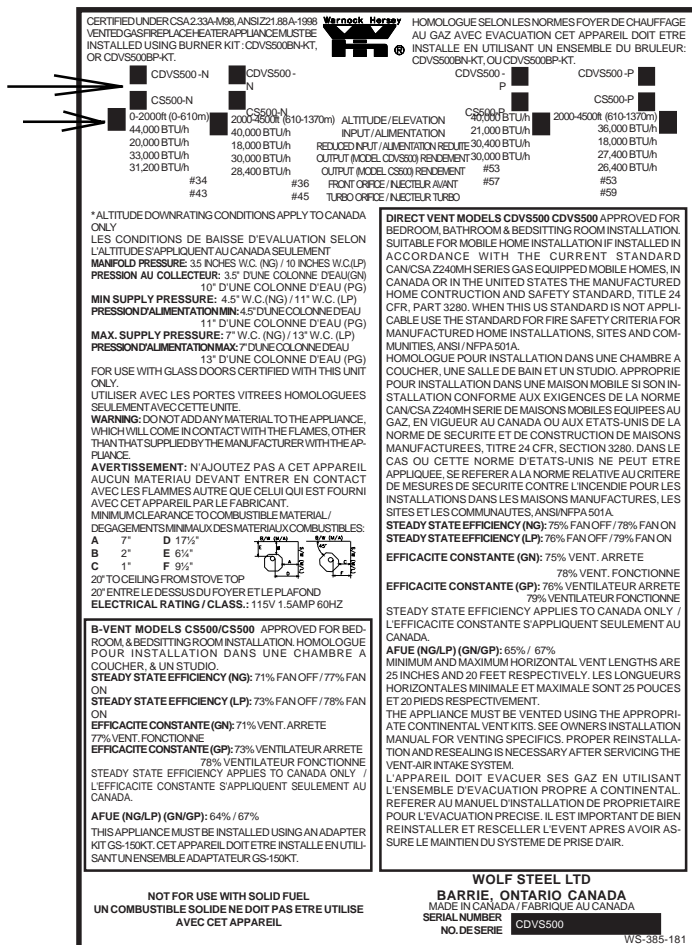 CERTIFIED UNDER CSA 2.33A-M98, ANSI Z21.88A-1998
VENTED GAS FIREPLACE HEATER APPLIANCE MUST BE
INSTALLED USING BURNER KIT : CDVS500BN-KT,
OR CDVS500BP-KT.
Warnock Hersey
®
HOMOLOGUE SELON LES NORMES FOYER DE CHAUFFAGE
AU GAZ AVEC EVACUATION CET APPAREIL DOIT ETRE
INSTALLE EN UTILISANT UN ENSEMBLE DU BRULEUR:
CDVS500BN-KT, OU CDVS500BP-KT.
CDVS500-N
CDVS500-
N
CDVS500-
P
CDVS500-P
CS500-N
CS500-N
CS500-P
CS500-P
0-2000ft (0-610m) 2000-4500ft (610-1370m) ALTITUDE/ELEVATION 40,000 BTU/h 2000-4500ft (610-1370m)
44,000 BTU/h 40,000 BTU/h INPUT/ALIMENTATION 21,000 BTU/h 36,000 BTU/h
20,000 BTU/h 18,000 BTU/h REDUCED INPUT / ALIMENTATION REDUITE 30,400 BTU/h 18,000 BTU/h
33,000 BTU/h 30,000 BTU/h OUTPUT (MODEL CDVS500) RENDEMENT 30,000 BTU/h 27,400 BTU/h
31,200 BTU/h 28,400 BTU/h OUTPUT (MODEL CS500) RENDEMENT #53 26,400 BTU/h
#34 #36 FRONT ORIFICE / INJECTEUR AVANT #57 #53
#43 #45 TURBO ORIFICE / INJECTEUR TURBO #59
*ALTITUDE DOWNRATING CONDITIONS APPLY TO CANADA
ONLY
LES CONDITIONS DE BAISSE D'EVALUATION SELON
L'ALTITUDE S'APPLIQUENT AU CANADA SEULEMENT
MANIFOLD PRESSURE: 3.5 INCHES W.C. (NG) / 10 INCHES W.C.(LP)
PRESSION AU COLLECTEUR: 3.5" D'UNE COLONNE D'EAU(GN)
10" D'UNE COLONNE D'EAU (PG)
MIN SUPPLY PRESSURE: 4.5" W.C. (NG) / 11" W.C. (LP)
PRESSION D'ALIMENTATION MIN: 4.5" D'UNE COLONNE D'EAU
11" D'UNE COLONNE D'EAU (PG)
MAX. SUPPLY PRESSURE: 7" W.C. (NG) / 13" W.C. (LP)
PRESSION D'ALIMENTATION MAX: 7" D'UNE COLONNE D'EAU
13" D'UNE COLONNE D'EAU (PG)
FOR USE WITH GLASS DOORS CERTIFIED WITH THIS UNIT
ONLY.
UTILISER AVEC LES PORTES VITREES HOMOLOGUEES
SEULEMENT AVEC CETTE UNITE.
WARNING: DO NOT ADD ANY MATERIAL TO THE APPLIANCE,
WHICH WILL COME IN CONTACT WITH THE FLAMES, OTHER
THAN THAT SUPPLIED BY THE MANUFACTURER WITH THE AP-
PLIANCE.
AVERTISSEMENT: N'AJOUTEZ PAS A CET APPAREIL
AUCUN MATERIAU DEVANT ENTRER EN CONTACT
AVEC LES FLAMMES AUTRE QUE CELUI QUI EST FOURNI
AVEC CET APPAREIL PAR LE FABRICANT.
MINIMUM CLEARANCE TO COMBUSTIBLE MATERIAL /
DEGAGEMENTS MINIMAUX DES MATERIAUX COMBUSTIBLES:
A 7" D 17½"
B 2" E 6¼"
C 1" F 9½"
20" TO CEILING FROM STOVE TOP
20" ENTRE LE DESSUS DU FOYER ET LE PLAFOND
ELECTRICAL RATING / CLASS.: 115V 1.5AMP 60HZ
B-VENT MODELS CS500/CS500 APPROVED FOR BED-
ROOM, & BEDSITTING ROOM INSTALLATION. HOMOLOGUE
POUR INSTALLATION DANS UNE CHAMBRE A
COUCHER, & UN STUDIO.
STEADY STATE EFFICIENCY (NG): 71% FAN OFF / 77% FAN
ON
STEADY STATE EFFICIENCY (LP): 73% FAN OFF / 78% FAN
ON
EFFICACITE CONSTANTE (GN): 71% VENT. ARRETE
77% VENT. FONCTIONNE
EFFICACITE CONSTANTE (GP): 73% VENTILATEUR ARRETE
78% VENTILATEUR FONCTIONNE
STEADY STATE EFFICIENCY APPLIES TO CANADA ONLY /
L'EFFICACITE CONSTANTE S'APPLIQUENT SEULEMENT AU
CANADA.
AFUE (NG/LP) (GN/GP): 64% / 67%
THIS APPLIANCE MUST BE INSTALLED USING AN ADAPTER
KIT GS-150KT. CET APPAREIL DOIT ETRE INSTALLE EN UTILI-
SANT UN ENSEMBLE ADAPTATEUR GS-150KT.
NOT FOR USE WITH SOLID FUEL
UN COMBUSTIBLE SOLIDE NE DOIT PAS ETRE UTILISE
AVEC CET APPAREIL
DIRECT VENT MODELS CDVS500 CDVS500 APPROVED FOR
BEDROOM, BATHROOM & BEDSITTING ROOM INSTALLATION.
SUITABLE FOR MOBILE HOME INSTALLATION IF INSTALLED IN
ACCORDANCE WITH THE CURRENT STANDARD
CAN/CSA Z240MH SERIES GAS EQUIPPED MOBILE HOMES, IN
CANADA OR IN THE UNITED STATES THE MANUFACTURED
HOME CONTRUCTION AND SAFETY STANDARD, TITLE 24
CFR, PART 3280. WHEN THIS US STANDARD IS NOT APPLI-
CABLE USE THE STANDARD FOR FIRE SAFETY CRITERIA FOR
MANUFACTURED HOME INSTALLATIONS, SITES AND COM-
MUNITIES, ANSI / NFPA 501A.
HOMOLOGUE POUR INSTALLATION DANS UNE CHAMBRE A
COUCHER, UNE SALLE DE BAIN ET UN STUDIO. APPROPRIE
POUR INSTALLATION DANS UNE MAISON MOBILE SI SON IN-
STALLATION CONFORME AUX EXIGENCES DE LA NORME
CAN/CSA Z240MH SERIE DE MAISONS MOBILES EQUIPEES AU
GAZ, EN VIGUEUR AU CANADA OU AUX ETATS-UNIS DE LA
NORME DE SECURITE ET DE CONSTRUCTION DE MAISONS
MANUFACTUREES, TITRE 24 CFR, SECTION 3280. DANS LE
CAS OU CETTE NORME D'ETATS-UNIS NE PEUT ETRE
APPLIQUEE, SE REFERER A LA NORME RELATIVE AU CRITERE
DE MESURES DE SECURITE CONTRE L'INCENDIE POUR LES
INSTALLATIONS DANS LES MAISONS MANUFACTURES, LES
SITES ET LES COMMUNAUTES, ANSI/NFPA 501A.
STEADY STATE EFFICIENCY (NG): 75% FAN OFF / 78% FAN ON
STEADY STATE EFFICIENCY (LP): 76% FAN OFF / 79% FAN ON
EFFICACITE CONSTANTE (GN): 75% VENT. ARRETE
78% VENT. FONCTIONNE
EFFICACITE CONSTANTE (GP): 76% VENTILATEUR ARRETE
79% VENTILATEUR FONCTIONNE
STEADY STATE EFFICIENCY APPLIES TO CANADA ONLY /
L'EFFICACITE CONSTANTE S'APPLIQUENT SEULEMENT AU
CANADA.
AFUE (NG/LP) (GN/GP): 65% / 67%
MINIMUM AND MAXIMUM HORIZONTAL VENT LENGTHS ARE
25 INCHES AND 20 FEET RESPECTIVELY. LES LONGUEURS
HORIZONTALES MINIMALE ET MAXIMALE SONT 25 POUCES
ET 20 PIEDS RESPECTIVEMENT.
THE APPLIANCE MUST BE VENTED USING THE APPROPRI-
ATE CONTINENTAL VENT KITS. SEE OWNERS INSTALLATION
MANUAL FOR VENTING SPECIFICS. PROPER REINSTALLA-
TION AND RESEALING IS NECESSARY AFTER SERVICING THE
VENT-AIR INTAKE SYSTEM.
L'APPAREIL DOIT EVACUER SES GAZ EN UTILISANT
L'ENSEMBLE D'EVACUATION PROPRE A CONTINENTAL.
REFERER AU MANUEL D'INSTALLATION DE PROPRIETAIRE
POUR L'EVACUATION PRECISE. IL EST IMPORTANT DE BIEN
REINSTALLER ET RESCELLER L'EVENT APRES AVOIR AS-
SURE LE MAINTIEN DU SYSTEME DE PRISE D'AIR.
WOLF STEEL LTD
BARRIE, ONTARIO CANADA
MADE IN CANADA / FABRIQUE AU CANADA
SERIAL NUMBER
NO. DE SERIE
CDVS500
WS-385-181